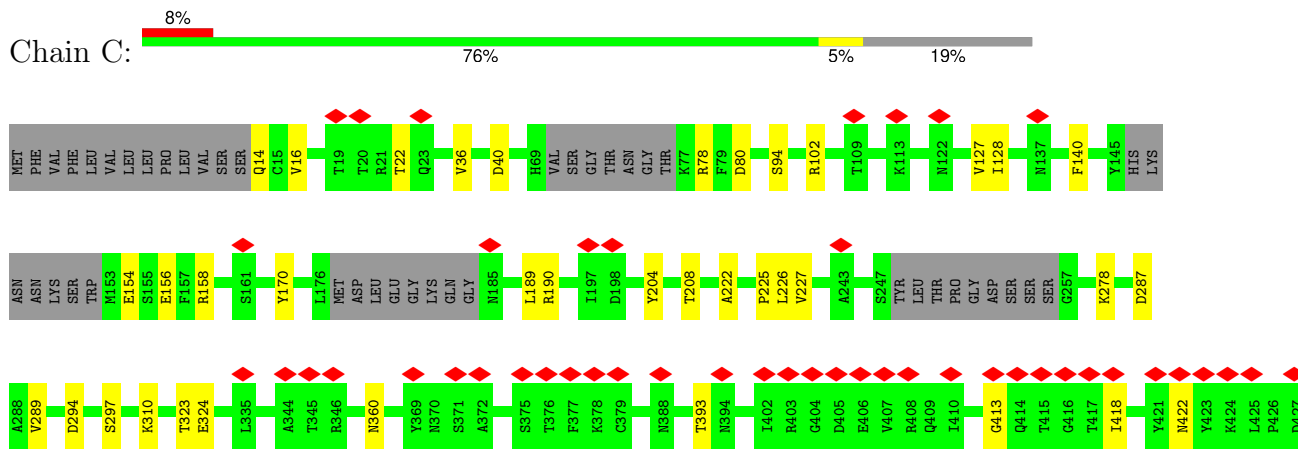 8%
Chain C:
76% 5% 19%
MET PHE VAL PHE LEU VAL LEU LEU PRO LEU VAL SER SER Q14 C15 V16 T19 T20 R21 T22 Q23 V36 D40 H69 VAL SER GLY THR ASN GLY THR K77 R78 F79 D80 S94 R102 T109 K113 N122 V127 I128 N137 F140 Y145 HIS LYS
ASN ASN LYS SER TRP M153 E154 S155 E156 F157 R158 S161 Y170 L176 MET ASP LEU GLU GLY LYS GLN GLY N185 L189 R190 I197 D198 Y204 T208 A222 P225 L226 V227 A243 S247 TYR LEU THR PRO GLY ASP SER SER SER G257 K278 D287
A288 V289 D294 S297 K310 T323 E324 L335 A344 T345 R346 N360 Y369 N370 S371 A372 S375 T376 F377 K378 C379 N388 T393 N394 I402 R403 G404 D405 E406 V407 R408 Q409 I410 G413 Q414 T415 G416 T417 I418 Y421 N422 Y423 K424 L425 P426 D427